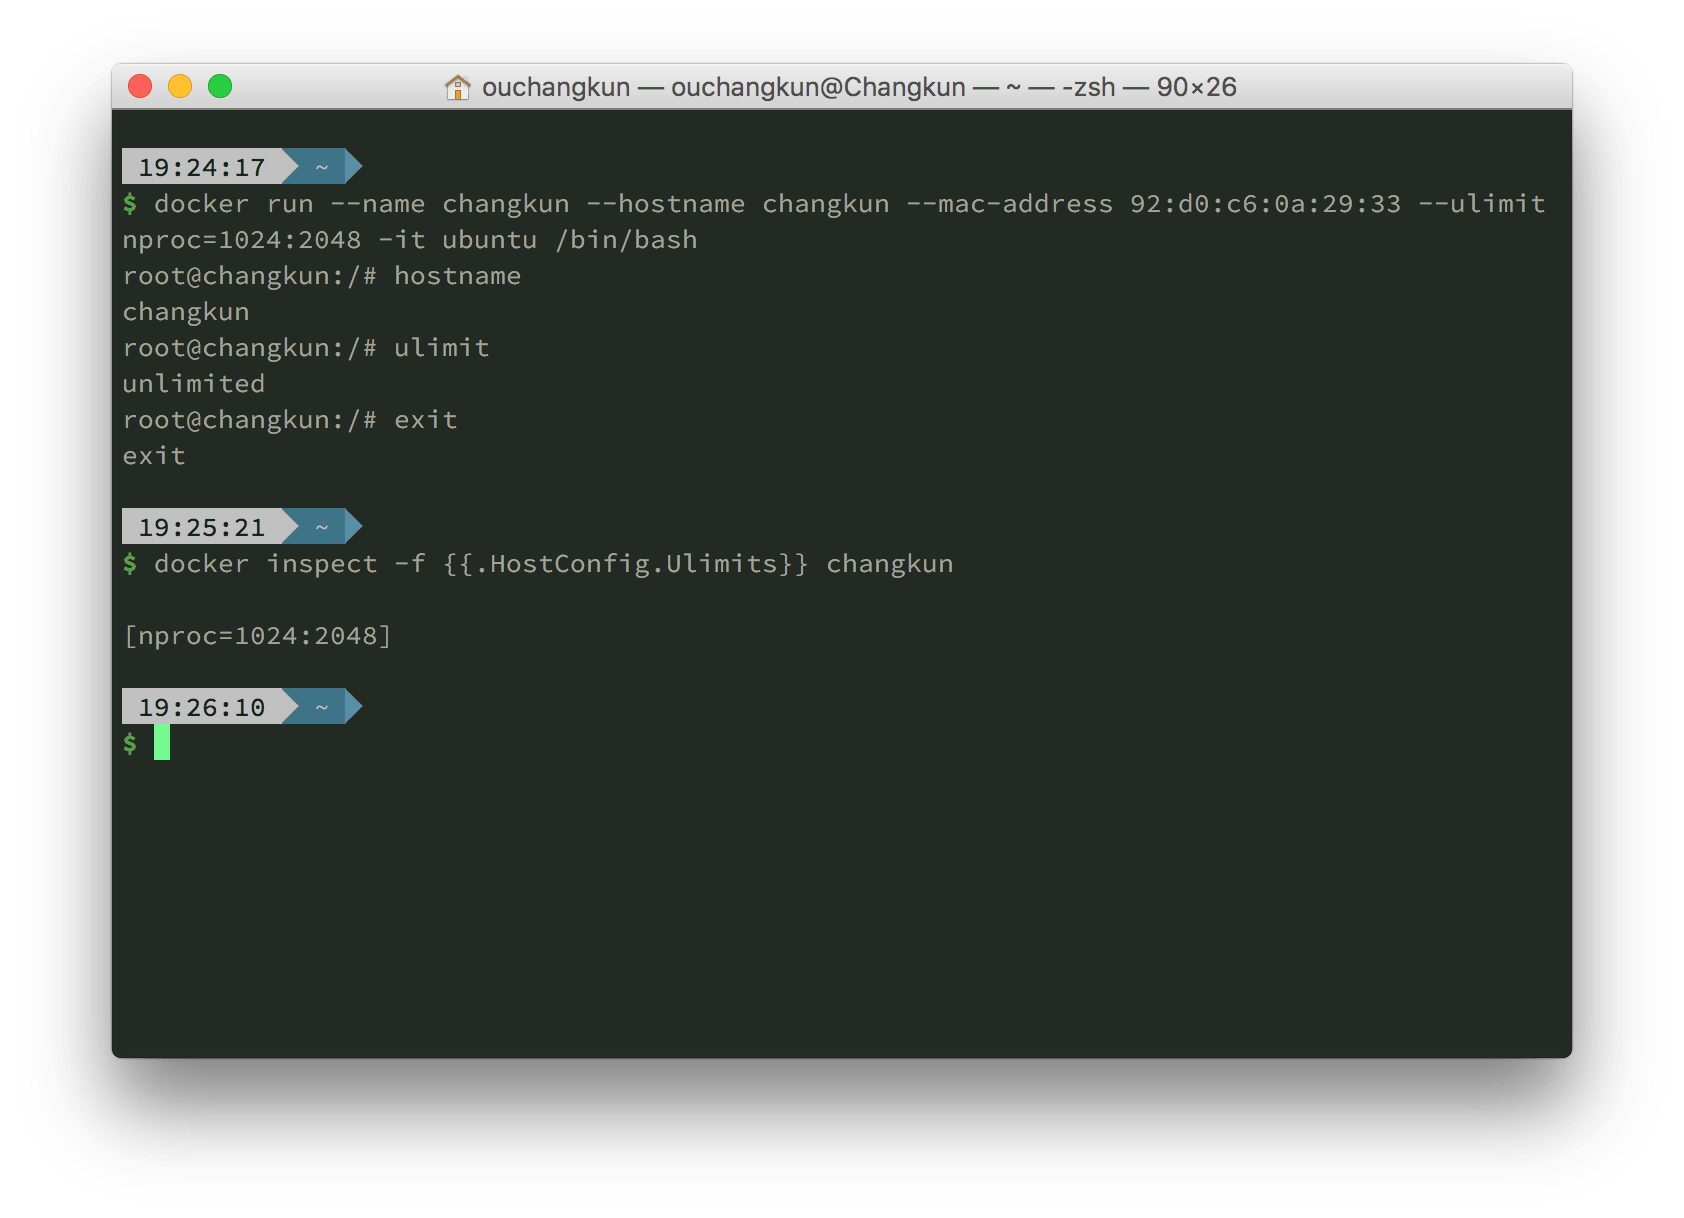 ouchangkun — ouchangkun@Changkun — ~ — -zsh — 90×26
19:24:17 ~
$ docker run --name changkun --hostname changkun --mac-address 92:d0:c6:0a:29:33 --ulimit
nproc=1024:2048 -it ubuntu /bin/bash
root@changkun:/# hostname
changkun
root@changkun:/# ulimit
unlimited
root@changkun:/# exit
exit
19:25:21 ~
$ docker inspect -f {{.HostConfig.Ulimits}} changkun
[nproc=1024:2048]
19:26:10 ~
$